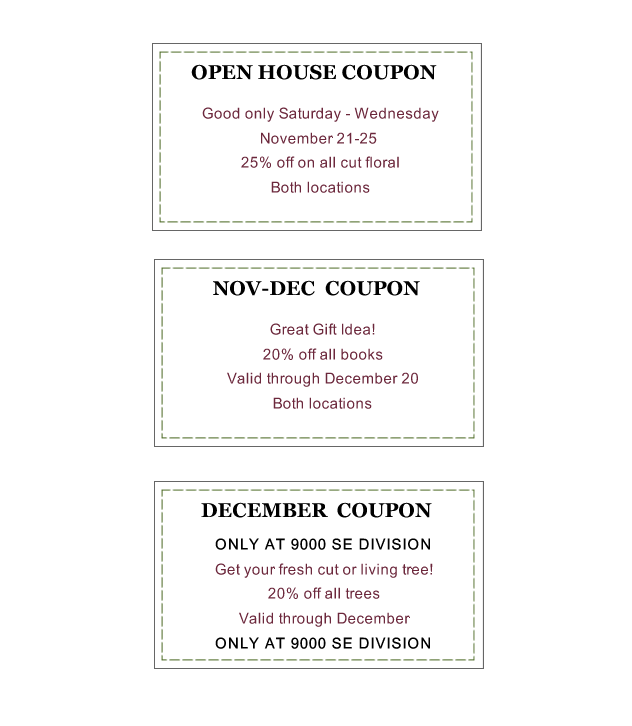 OPEN HOUSE COUPON
Good only Saturday - Wednesday
November 21-25
25% off on all cut floral
Both locations
NOV-DEC COUPON
Great Gift Idea!
20% off all books
Valid through December 20
Both locations
DECEMBER COUPON
ONLY AT 9000 SE DIVISION
Get your fresh cut or living tree!
20% off all trees
Valid through December
ONLY AT 9000 SE DIVISION